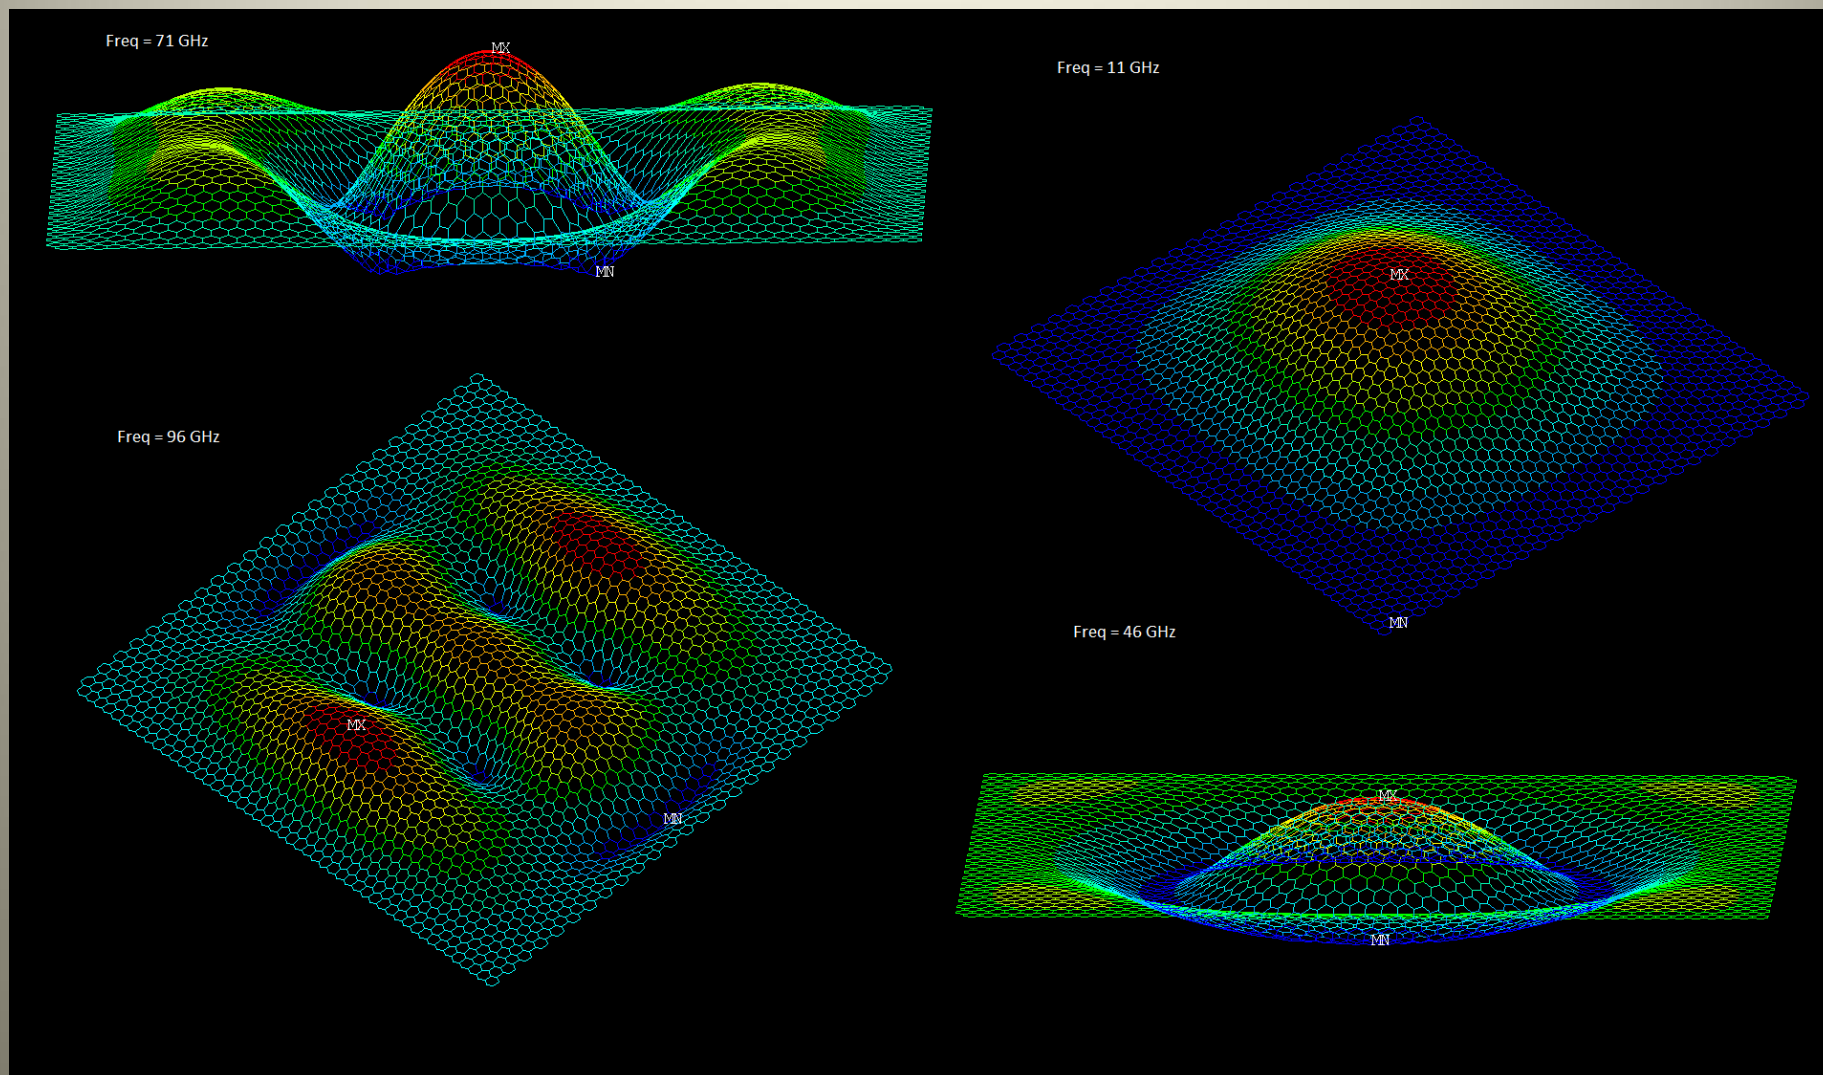 Freq = 71 GHz
MX
MN
Freq = 11 GHz
MX
MN
Freq = 96 GHz
MX
MN
Freq = 46 GHz
MX
MN